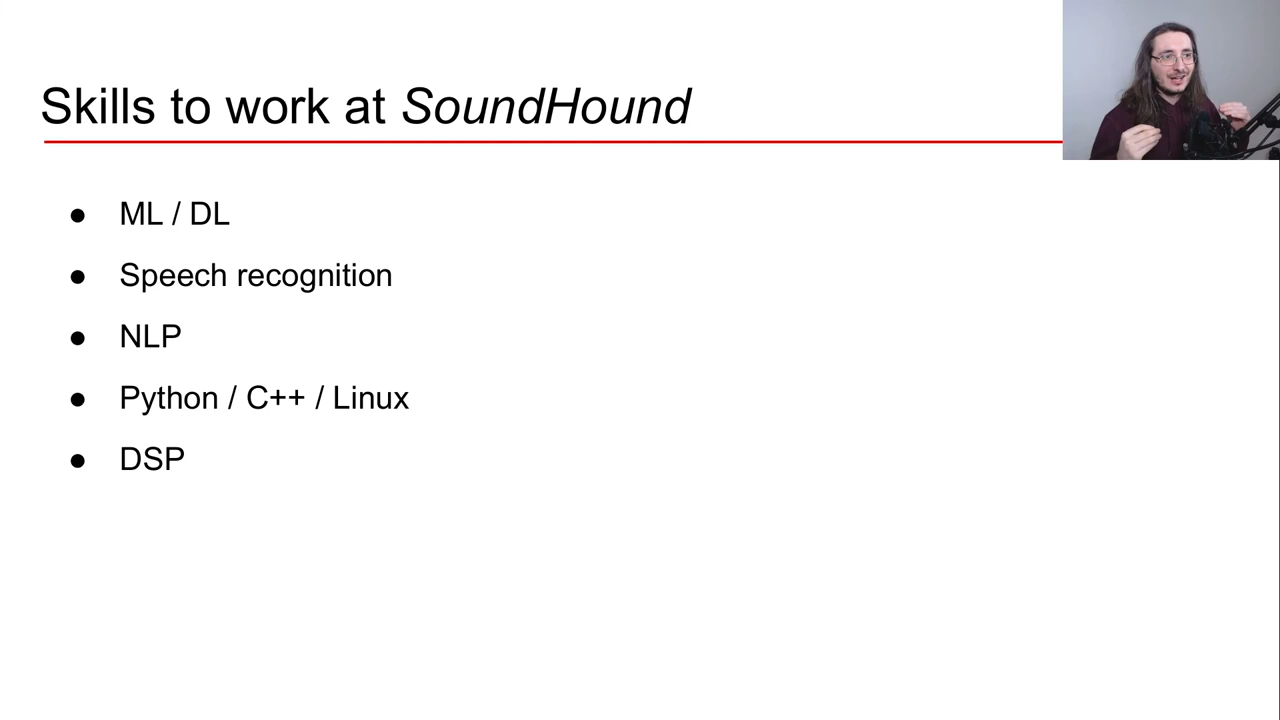 Skills to work at SoundHound
● ML / DL
● Speech recognition
● NLP
● Python / C++ / Linux
● DSP